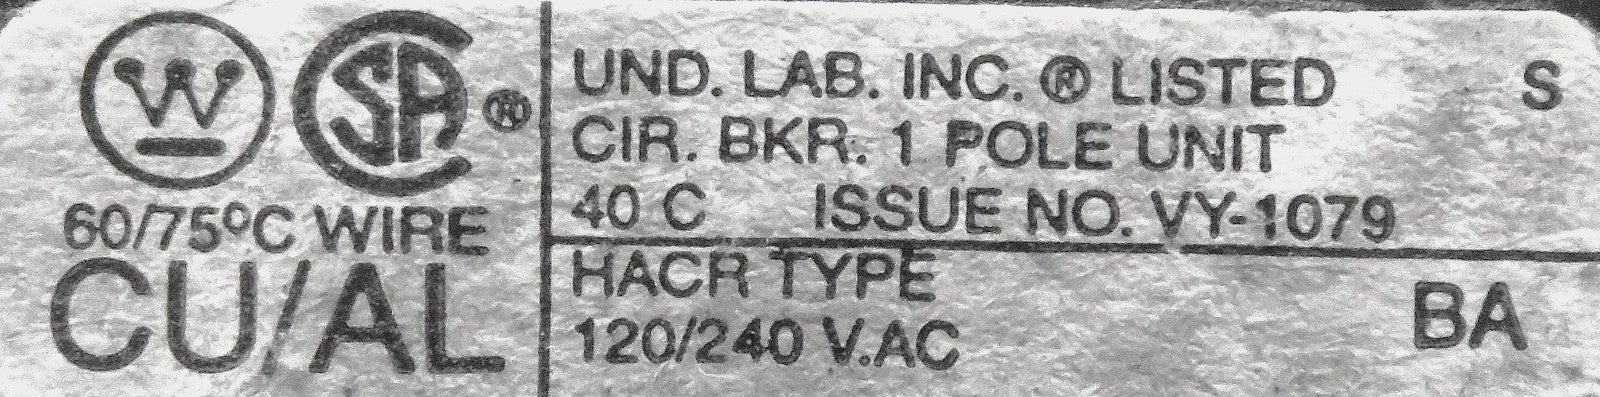 W SA ®
60/75°C WIRE
CU/AL
UND. LAB. INC. ® LISTED S
CIR. BKR. 1 POLE UNIT
40 C ISSUE NO. VY-1079
HACR TYPE
120/240 V.AC
BA